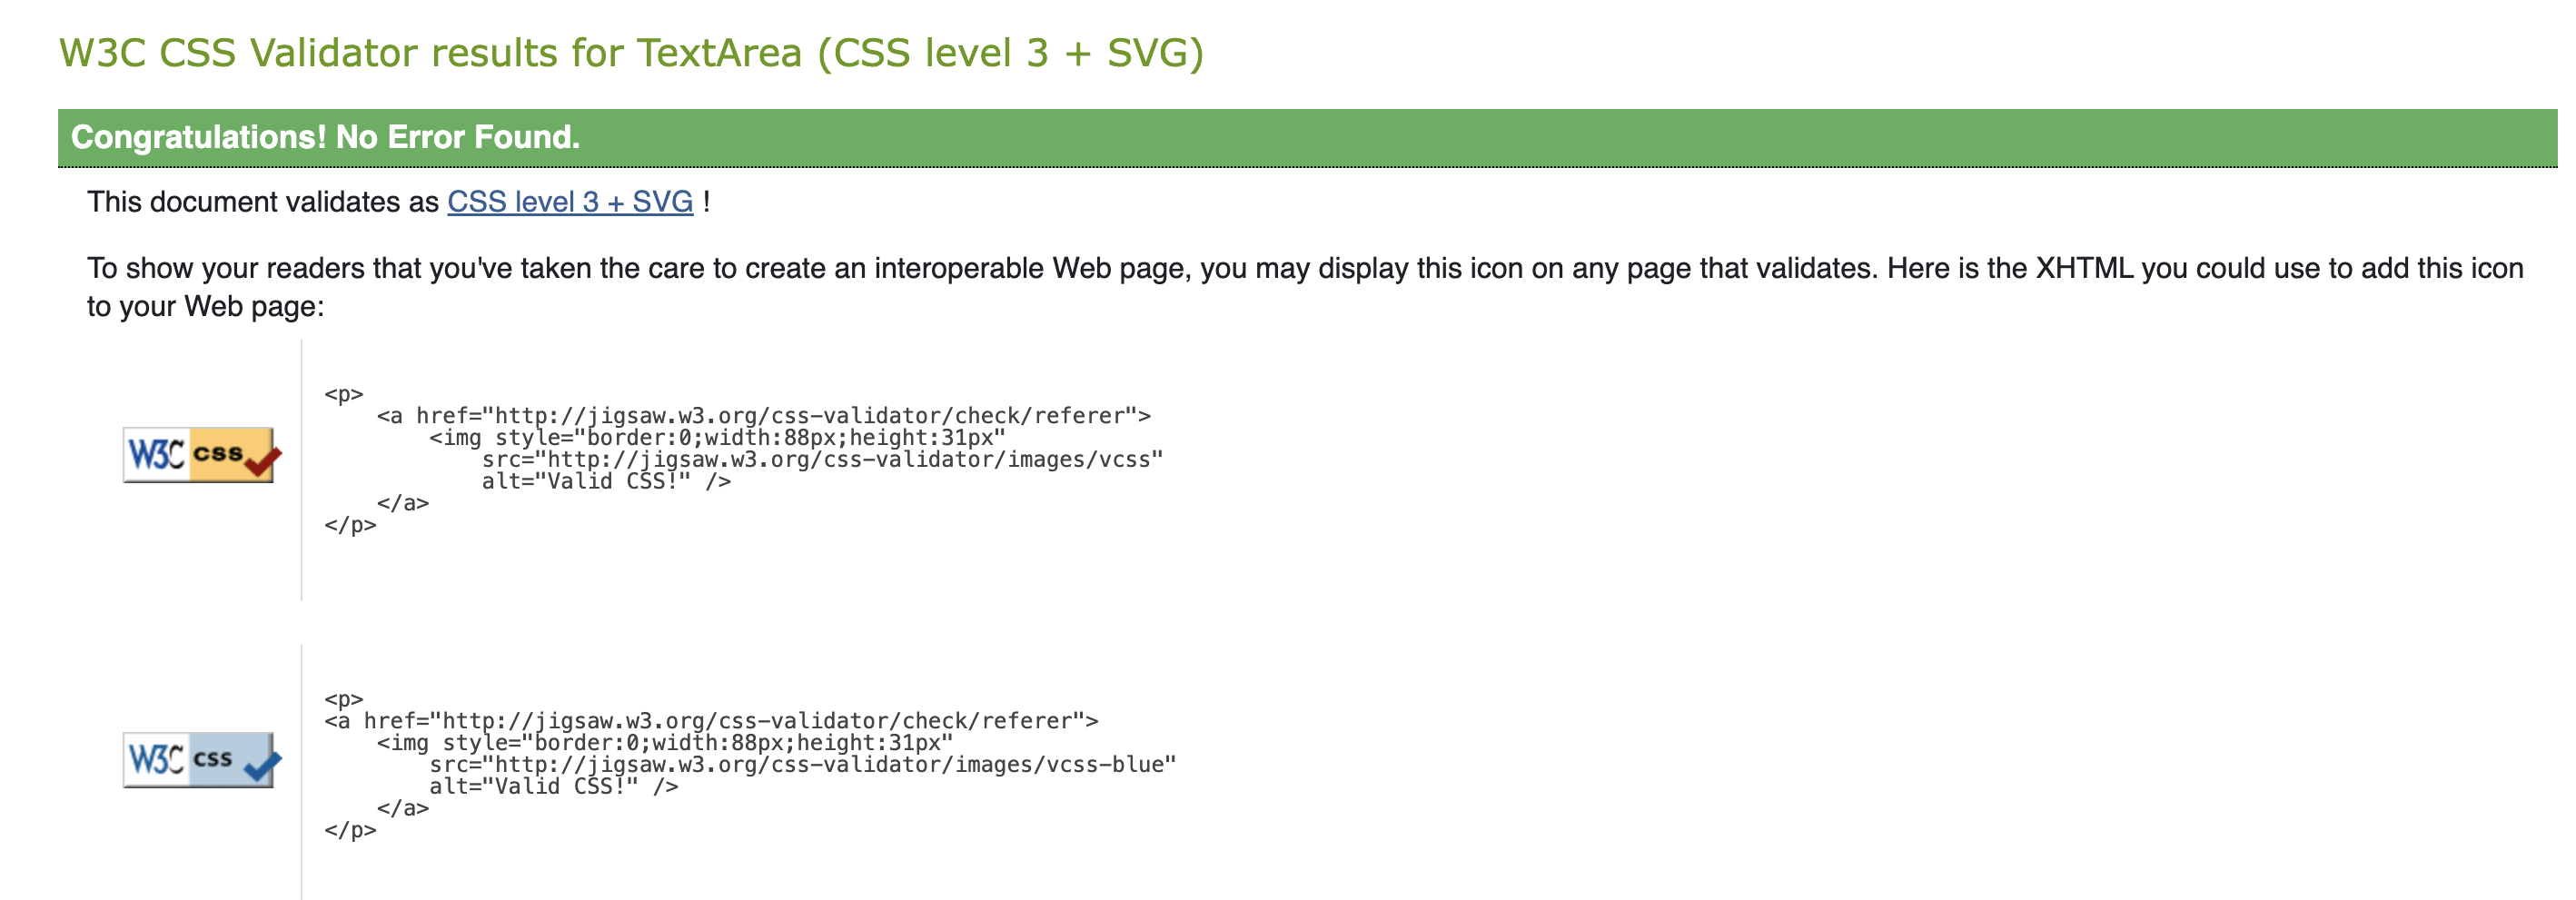 W3C CSS Validator results for TextArea (CSS level 3 + SVG)
Congratulations! No Error Found.
This document validates as CSS level 3 + SVG !
To show your readers that you've taken the care to create an interoperable Web page, you may display this icon on any page that validates. Here is the XHTML you could use to add this icon
to your Web page:
W3C css
<p>
    <a href="http://jigsaw.w3.org/css-validator/check/referer">
        <img style="border:0;width:88px;height:31px"
            src="http://jigsaw.w3.org/css-validator/images/vcss"
            alt="Valid CSS!" />
    </a>
</p>
W3C css
<p>
<a href="http://jigsaw.w3.org/css-validator/check/referer">
    <img style="border:0;width:88px;height:31px"
        src="http://jigsaw.w3.org/css-validator/images/vcss-blue"
        alt="Valid CSS!" />
    </a>
</p>